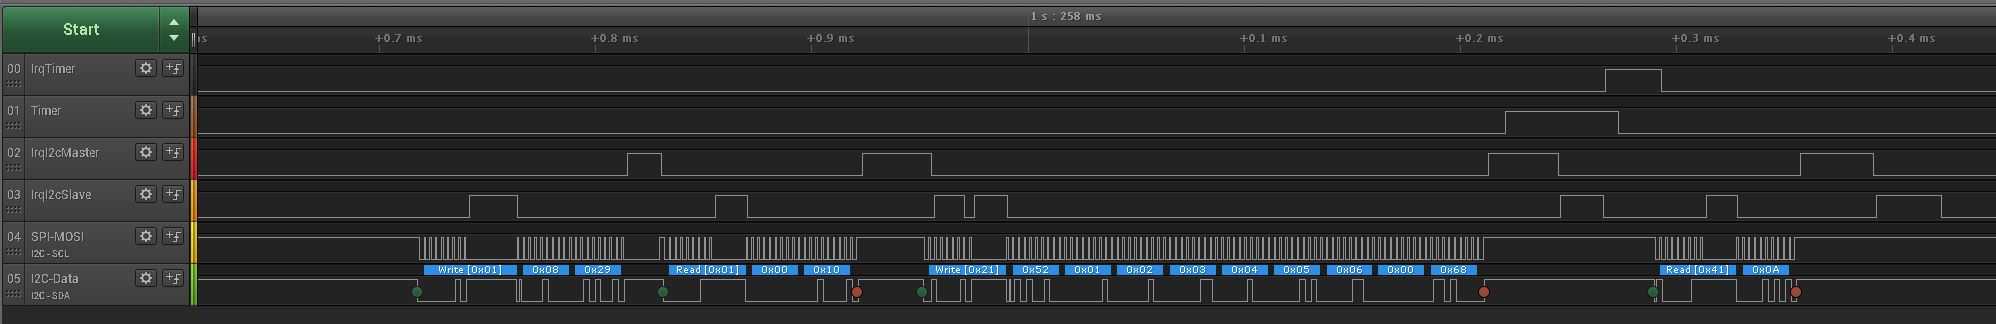 Start
1 s : 258 ms
+0.7 ms
+0.8 ms
+0.9 ms
+0.1 ms
+0.2 ms
+0.3 ms
+0.4 ms
00 IrqTimer
01 Timer
02 IrqI2cMaster
03 IrqI2cSlave
04 SPI-MOSI
I2C - SCL
Write [0x01] 0x08 0x29 Read [0x01] 0x00 0x10 Write [0x21] 0x52 0x01 0x02 0x03 0x04 0x05 0x06 0x00 0x68 Read [0x41] 0x0A
05 I2C-Data
I2C - SDA